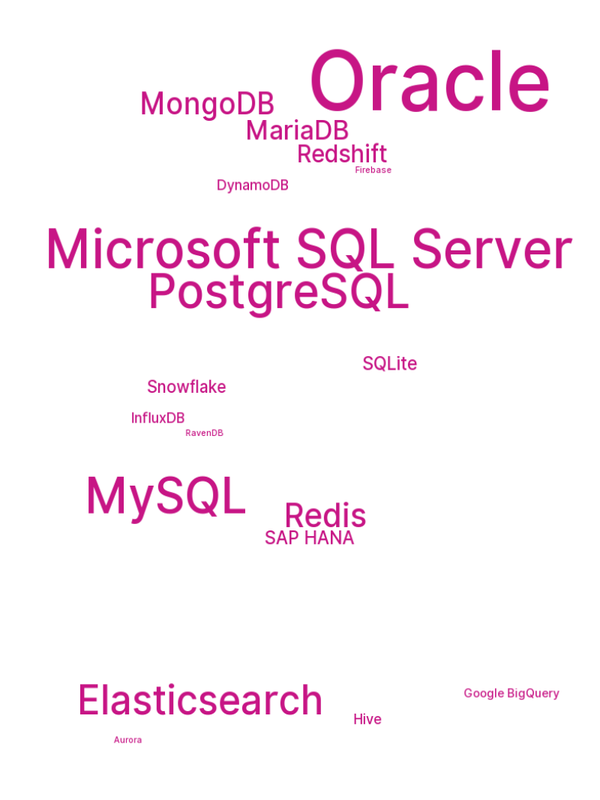 Oracle
MongoDB
MariaDB
Redshift
Firebase
DynamoDB
Microsoft SQL Server
PostgreSQL
SQLite
Snowflake
InfluxDB
RavenDB
MySQL
Redis
SAP HANA
Elasticsearch
Google BigQuery
Hive
Aurora